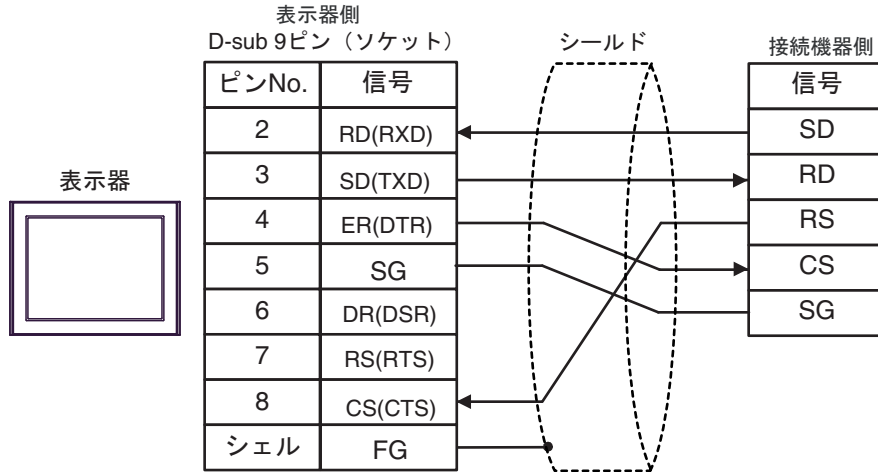 表示器側
D-sub 9ピン（ソケット）
シールド
接続機器側
ピンNo. 信号
信号
2 RD(RXD)
SD
3 SD(TXD)
RD
表示器
4 ER(DTR)
RS
5 SG
CS
6 DR(DSR)
SG
7 RS(RTS)
8 CS(CTS)
シェル FG